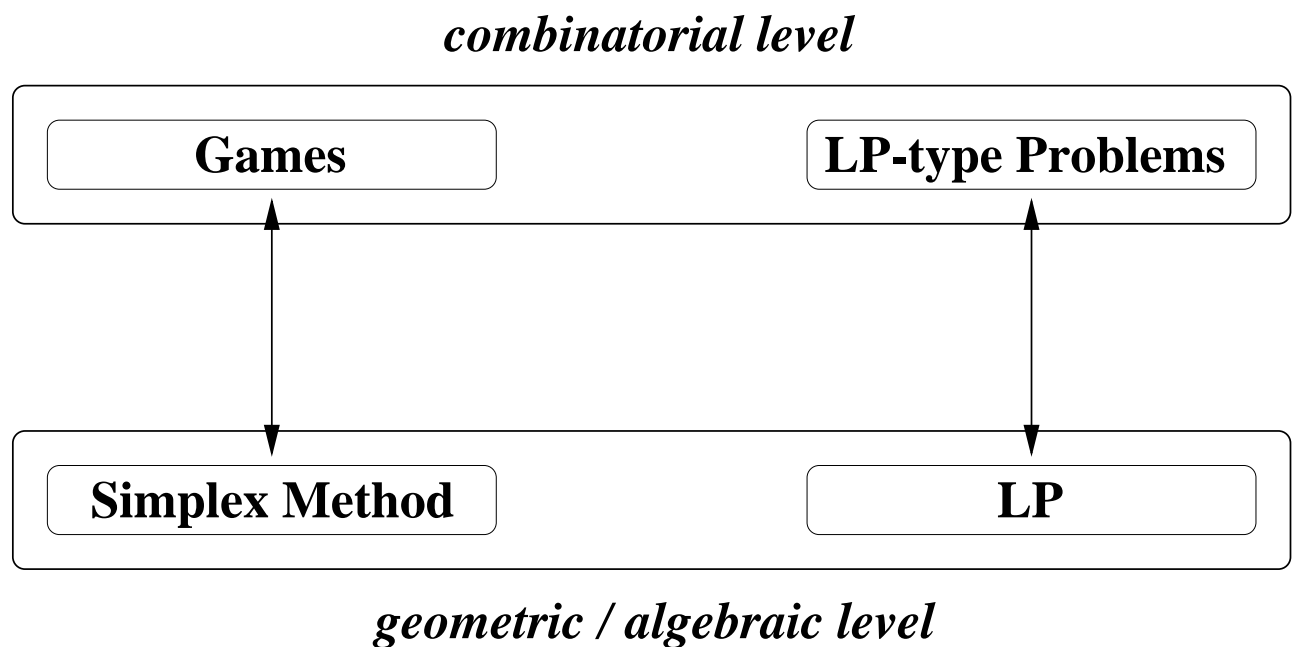 combinatorial level
Games
LP-type Problems
Simplex Method
LP
geometric / algebraic level